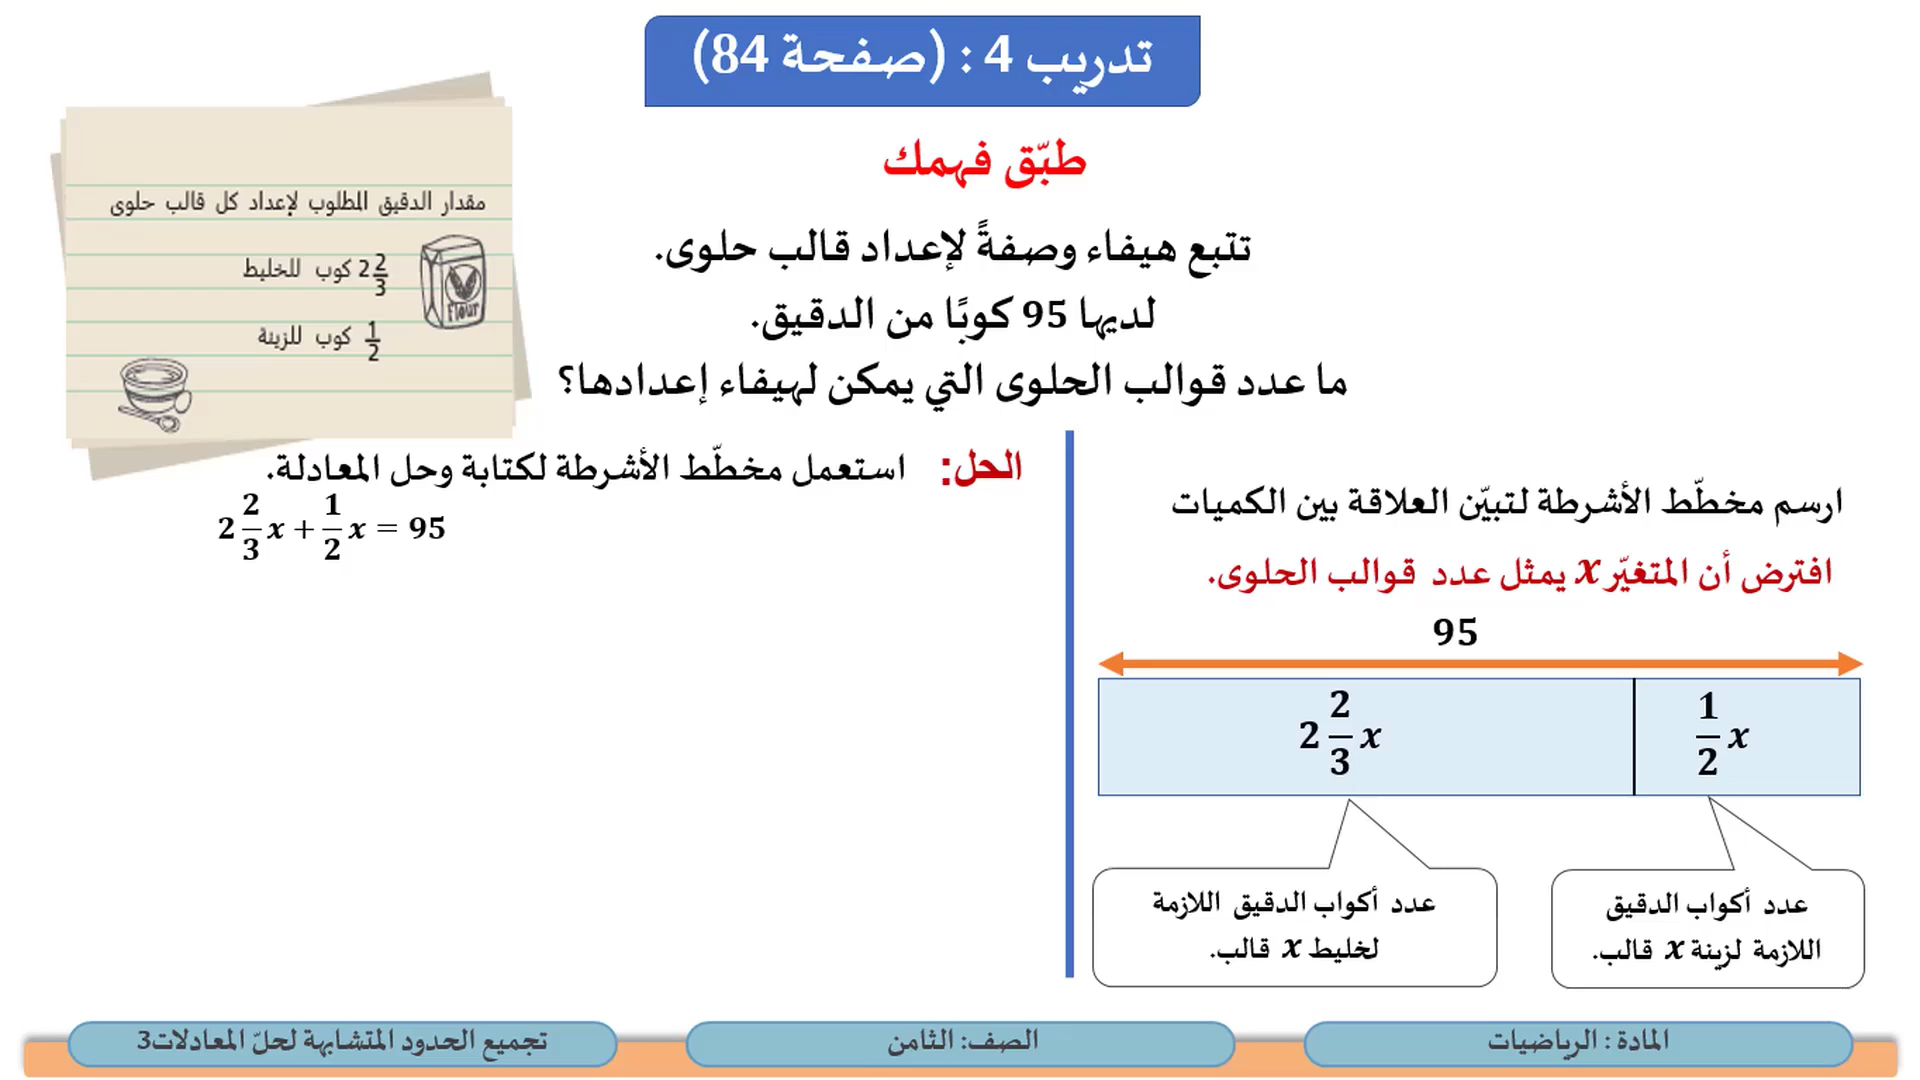 تدريب 4 : (صفحة 84)
طبّق فهمك
تتبع هيفاء وصفةً لإعداد قالب حلوى.
لديها 95 كوبًا من الدقيق.
ما عدد قوالب الحلوى التي يمكن لهيفاء إعدادها؟
مقدار الدقيق المطلوب لإعداد كل قالب حلوى
2 2/3 كوب للخليط
1/2 كوب للزينة
Flour
ارسم مخطّط الأشرطة لتبيّن العلاقة بين الكميات
افترض أن المتغيّر x يمثل عدد قوالب الحلوى.
95
2 2/3 x
1/2 x
عدد أكواب الدقيق اللازمة
لخليط x قالب.
عدد أكواب الدقيق
اللازمة لزينة x قالب.
الحل: استعمل مخطّط الأشرطة لكتابة وحل المعادلة.
2 2/3 x + 1/2 x = 95
المادة : الرياضيات
الصف: الثامن
تجميع الحدود المتشابهة لحلّ المعادلات3